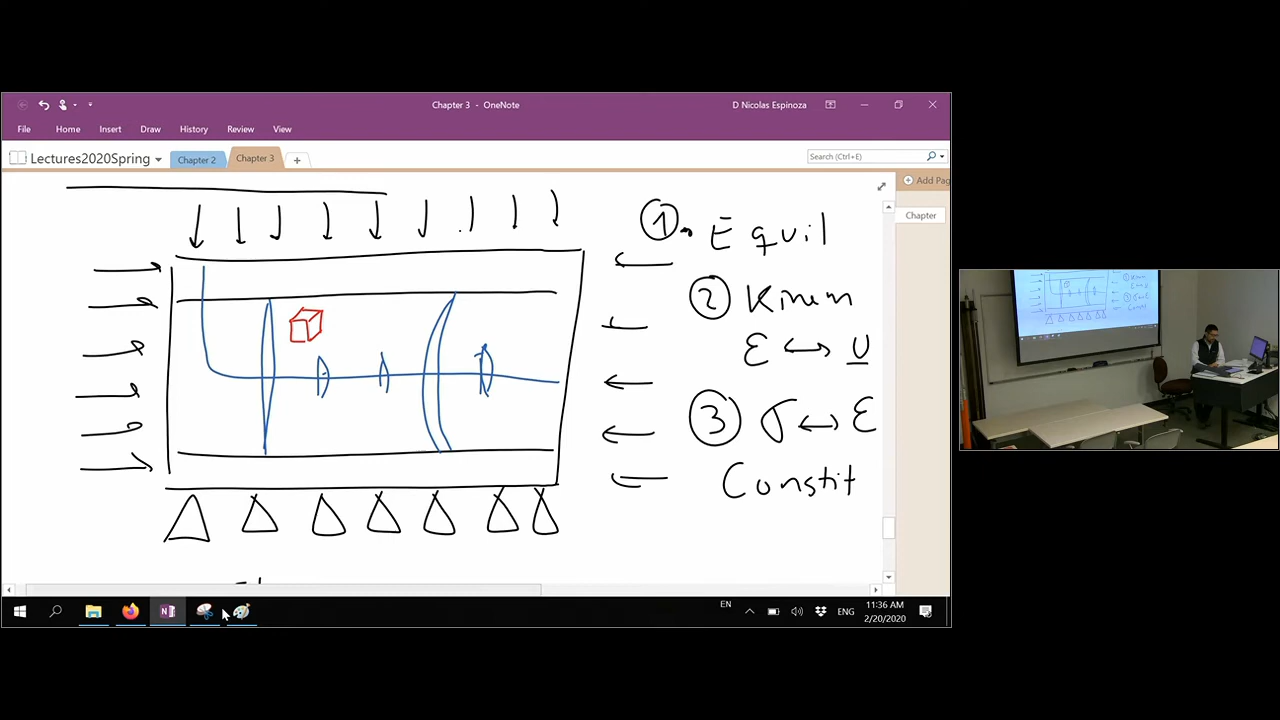 Chapter 3 - OneNote
D Nicolas Espinoza
File Home Insert Draw History Review View
Lectures2020Spring
Chapter 2
Chapter 3
+
Search (Ctrl+E)
Add Pag
Chapter
① Equil
② Kinem
ε ↔ u
③ σ ↔ ε
Constit
EN
ENG
11:36 AM
2/20/2020